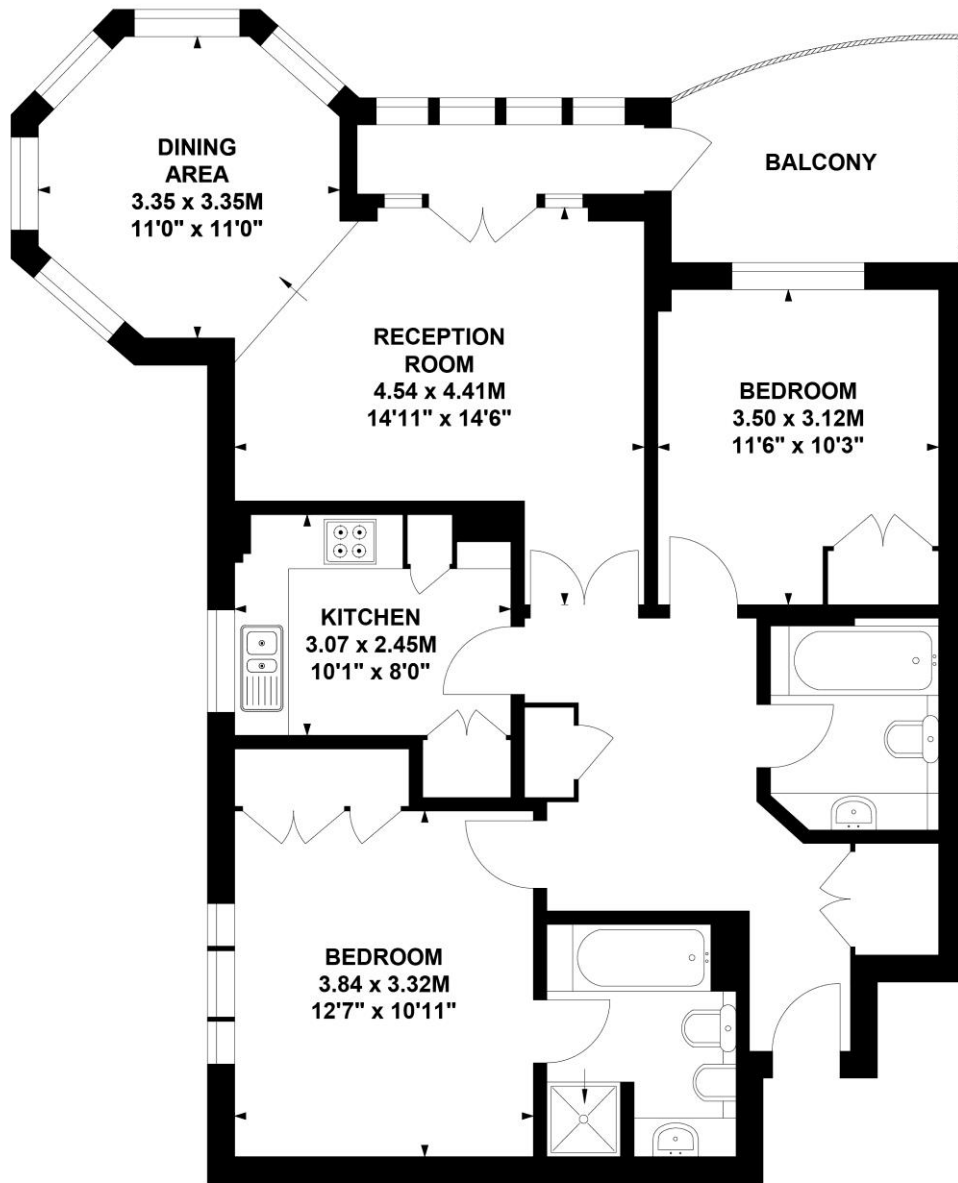 DINING
AREA
3.35 x 3.35M
11'0" x 11'0"
BALCONY
RECEPTION
ROOM
4.54 x 4.41M
14'11" x 14'6"
BEDROOM
3.50 x 3.12M
11'6" x 10'3"
KITCHEN
3.07 x 2.45M
10'1" x 8'0"
BEDROOM
3.84 x 3.32M
12'7" x 10'11"